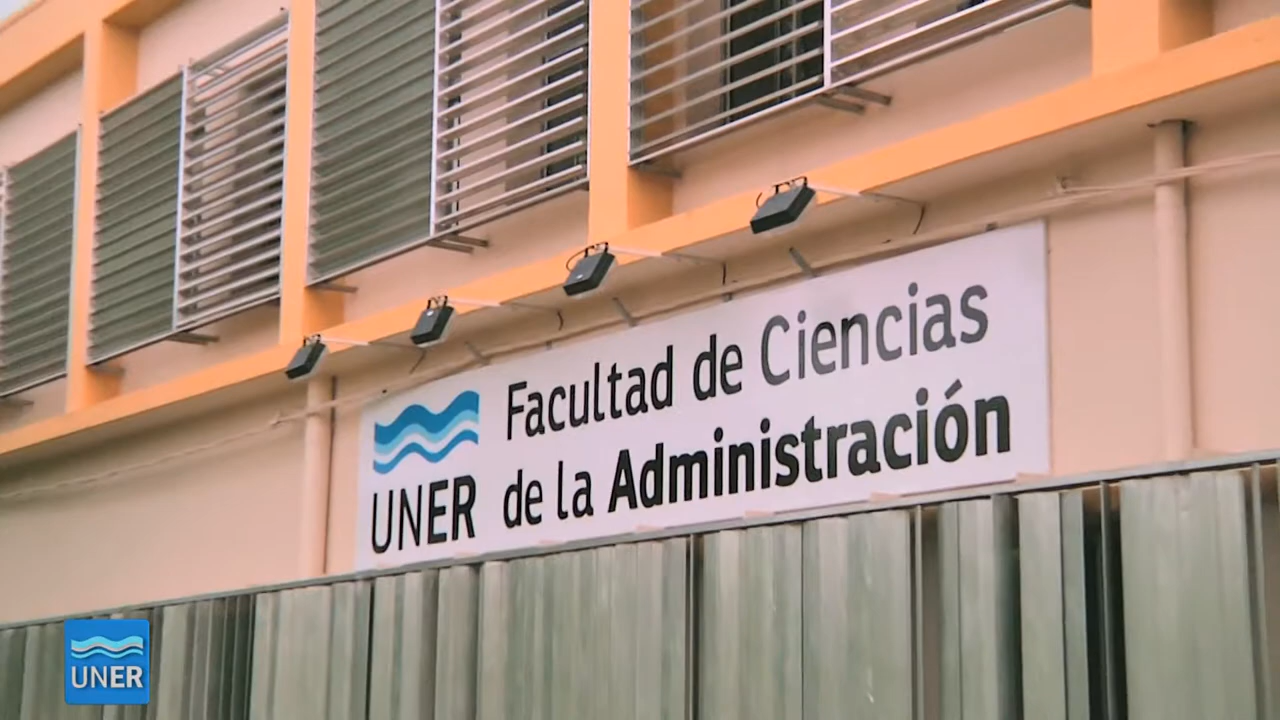 Facultad de Ciencias
de la Administración
UNER
UNER